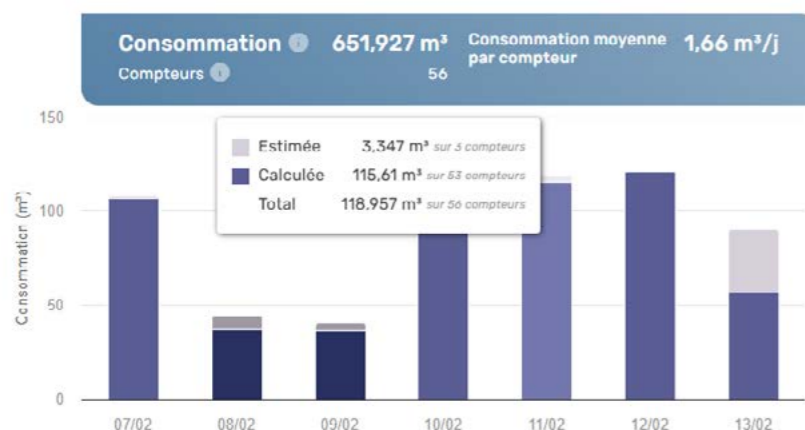 Consommation i 651,927 m³ Consommation moyenne par compteur 1,66 m³/j
Compteurs i 56
150
Estimée 3,347 m³ sur 3 compteurs
Calculée 115,61 m³ sur 53 compteurs
Total 118,957 m³ sur 56 compteurs
100
50
0
Consommation (m³)
07/02 08/02 09/02 10/02 11/02 12/02 13/02